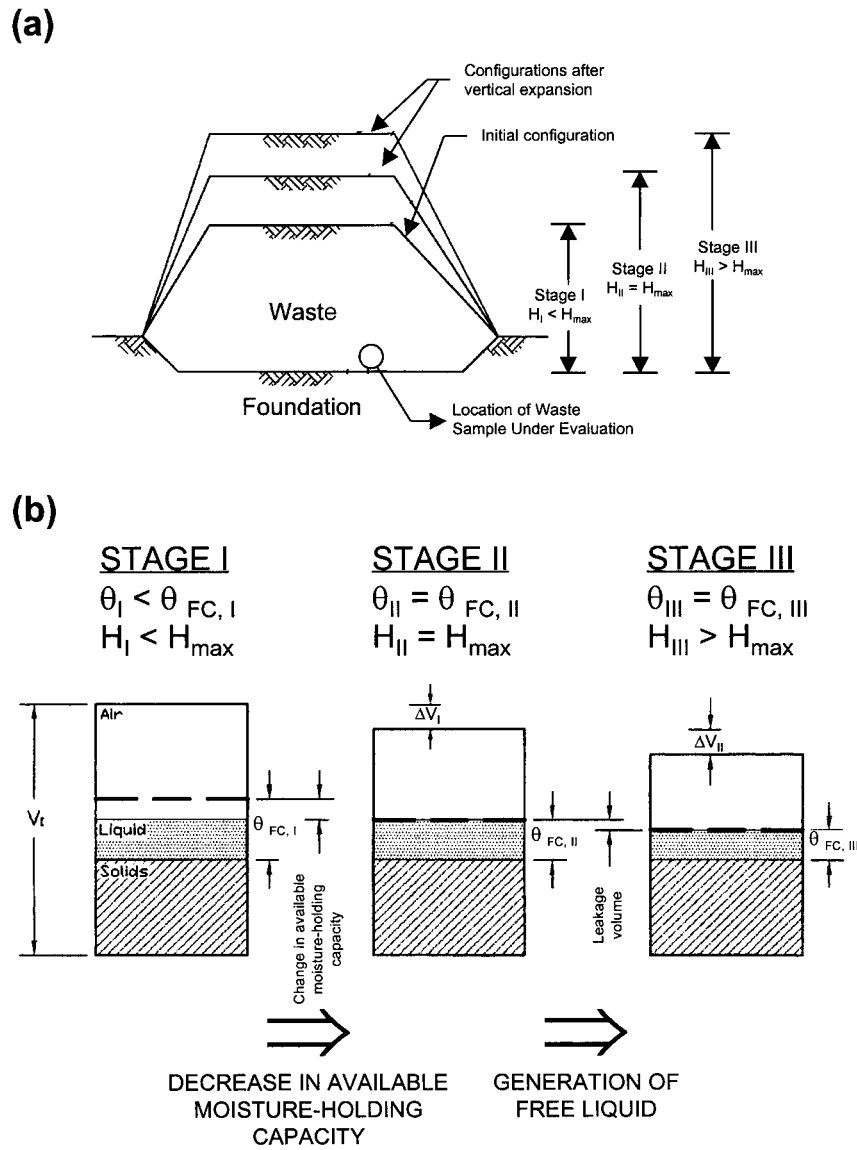 (a)
Configurations after
vertical expansion
Initial configuration
Stage III
H_III > H_max
Stage II
H_II = H_max
Stage I
H_I < H_max
Waste
Foundation
Location of Waste
Sample Under Evaluation
(b)
STAGE I
θ_I < θ_FC, I
H_I < H_max
STAGE II
θ_II = θ_FC, II
H_II = H_max
STAGE III
θ_III = θ_FC, III
H_III > H_max
Air
Liquid
Solids
V_t
θ_FC, I
Change in available
moisture-holding
capacity
ΔV_I
θ_FC, II
Leakage
volume
ΔV_II
θ_FC, III
DECREASE IN AVAILABLE
MOISTURE-HOLDING
CAPACITY
GENERATION OF
FREE LIQUID